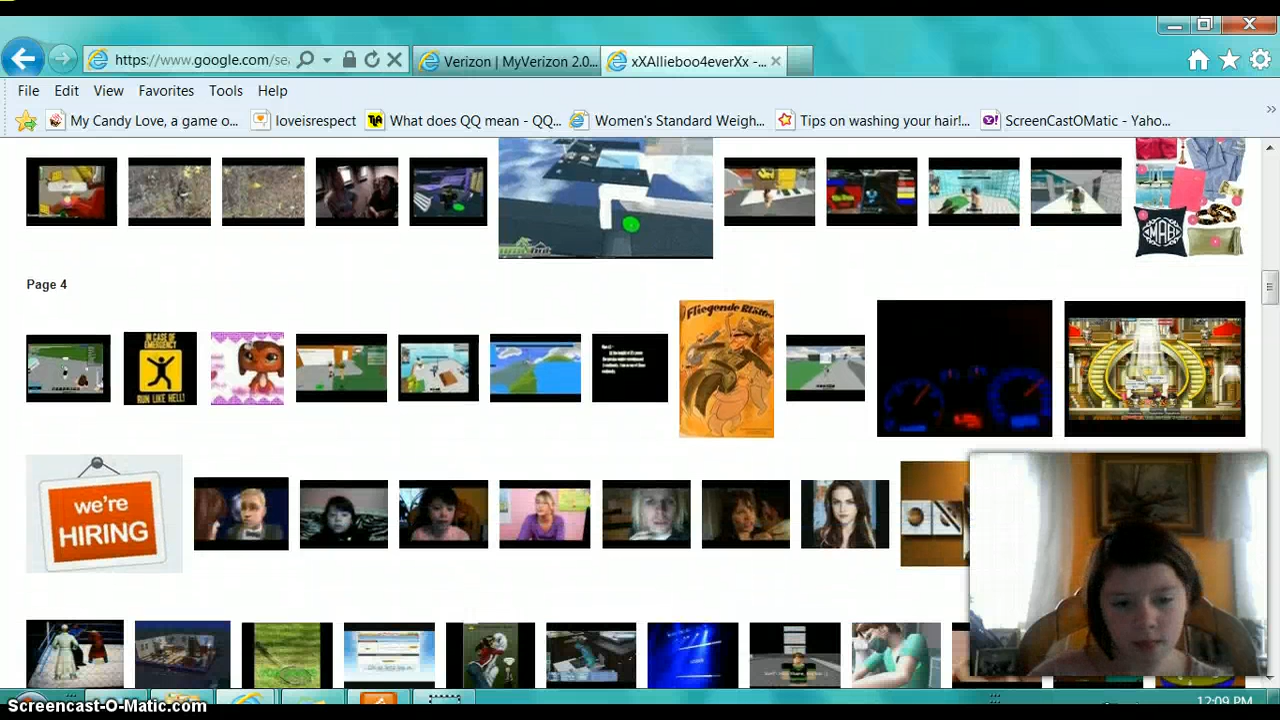 https://www.google.com/se
Verizon | MyVerizon 2.0...
xXAllieboo4everXx -...
File Edit View Favorites Tools Help
My Candy Love, a game o... loveisrespect What does QQ mean - QQ... Women's Standard Weigh... Tips on washing your hair!... ScreenCastOMatic - Yaho...
Page 4
IN CASE OF
EMERGENCY
RUN LIKE HELL!
Fliegende Blätter
we're
HIRING
12:09 PM
Screencast-O-Matic.com